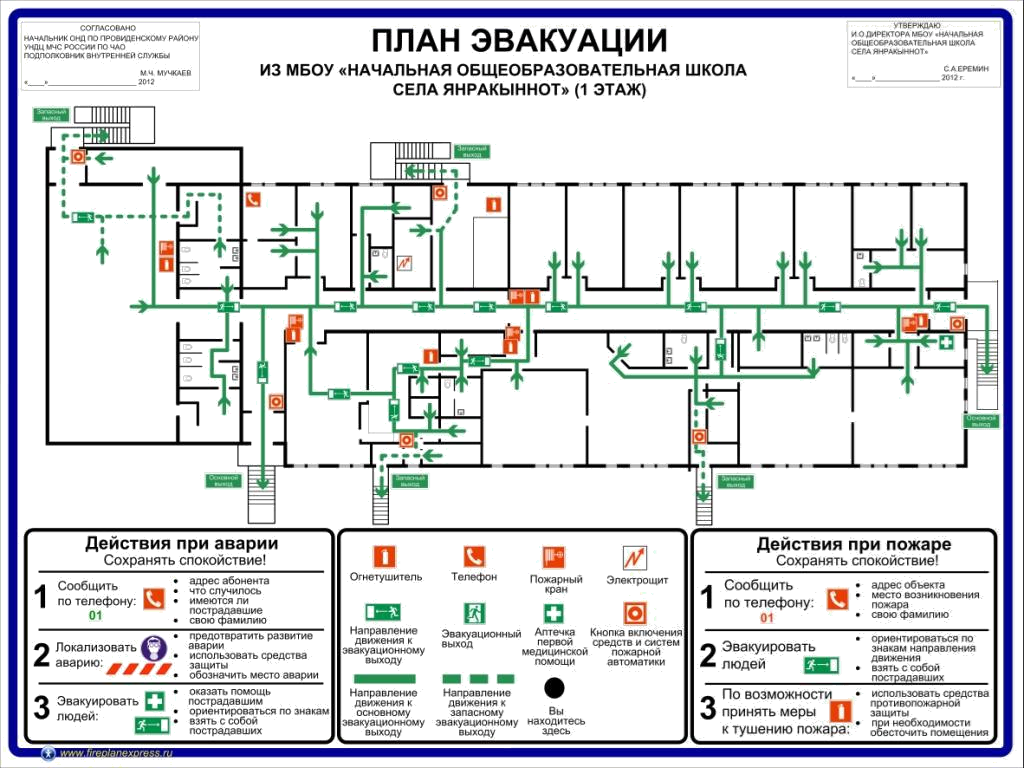 СОГЛАСОВАНО
НАЧАЛЬНИК ОНД ПО ПРОВИДЕНСКОМУ РАЙОНУ
УНДЦ МЧС РОССИИ ПО ЧАО
ПОДПОЛКОВНИК ВНУТРЕННЕЙ СЛУЖБЫ
М.Ч. МУЧКАЕВ
«____»____________________ 2012
ПЛАН ЭВАКУАЦИИ
ИЗ МБОУ «НАЧАЛЬНАЯ ОБЩЕОБРАЗОВАТЕЛЬНАЯ ШКОЛА
СЕЛА ЯНРАКЫННОТ» (1 ЭТАЖ)
УТВЕРЖДАЮ
И.О ДИРЕКТОРА МБОУ «НАЧАЛЬНАЯ
ОБЩЕОБРАЗОВАТЕЛЬНАЯ ШКОЛА
СЕЛА ЯНРАКЫННОТ»
С.А.ЕРЕМИН
«____»______________ 2012 г.
Запасный
выход
Запасный
выход
Основной
выход
Основной
выход
Запасный
выход
Запасный
выход
Действия при аварии
Сохранять спокойствие!
1 Сообщить
по телефону:
01
• адрес абонента
• что случилось
• имеются ли
пострадавшие
• свою фамилию
2 Локализовать
аварию:
• предотвратить развитие
аварии
• использовать средства
защиты
• обозначить место аварии
3 Эвакуировать
людей:
• оказать помощь
пострадавшим
• ориентироваться по знакам
• взять с собой
пострадавших
Огнетушитель
Телефон
Пожарный
кран
Электрощит
Направление
движения к
эвакуационному
выходу
Эвакуационный
выход
Аптечка
первой
медицинской
помощи
Кнопка включения
средств и систем
пожарной
автоматики
Направление
движения к
основному
эвакуационному
выходу
Направление
движения к
запасному
эвакуационному
выходу
Вы
находитесь
здесь
Действия при пожаре
Сохранять спокойствие!
1 Сообщить
по телефону:
01
• адрес объекта
• место возникновения
пожара
• свою фамилию
2 Эвакуировать
людей
• ориентироваться по
знакам направления
движения
• взять с собой
пострадавших
3 По возможности
принять меры
к тушению пожара:
• использовать средства
противопожарной
защиты
• при необходимости
обесточить помещения
www.fireplanexpress.ru